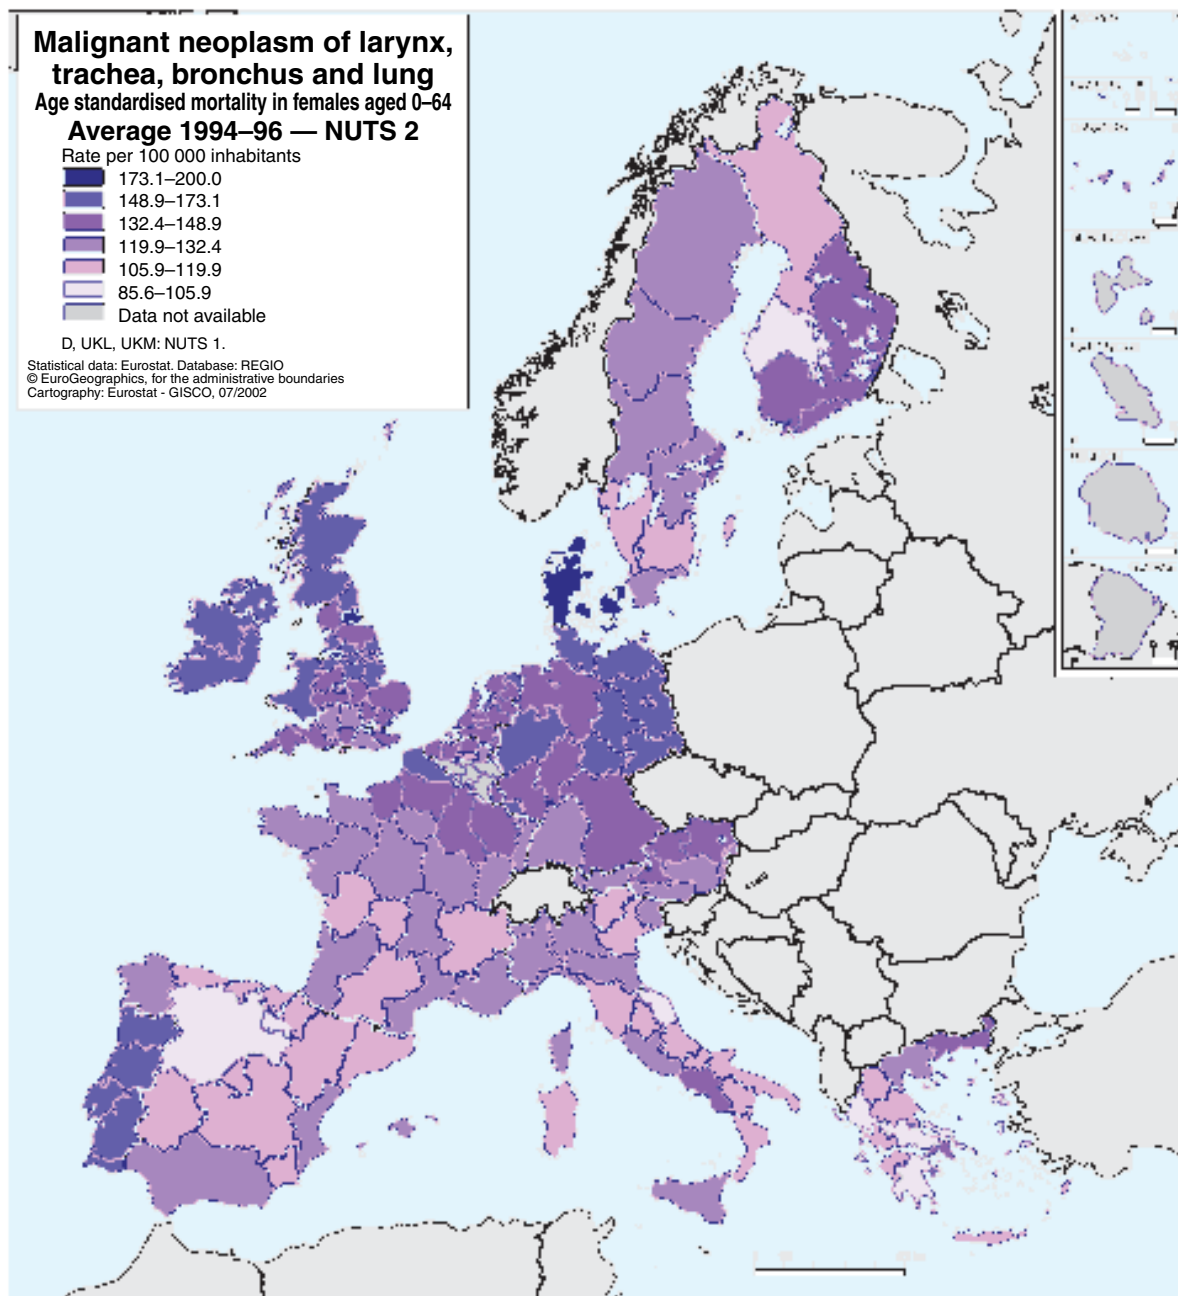 Malignant neoplasm of larynx,
trachea, bronchus and lung
Age standardised mortality in females aged 0–64
Average 1994–96 — NUTS 2
Rate per 100 000 inhabitants
173.1–200.0
148.9–173.1
132.4–148.9
119.9–132.4
105.9–119.9
85.6–105.9
Data not available
D, UKL, UKM: NUTS 1.
Statistical data: Eurostat. Database: REGIO
© EuroGeographics, for the administrative boundaries
Cartography: Eurostat - GISCO, 07/2002